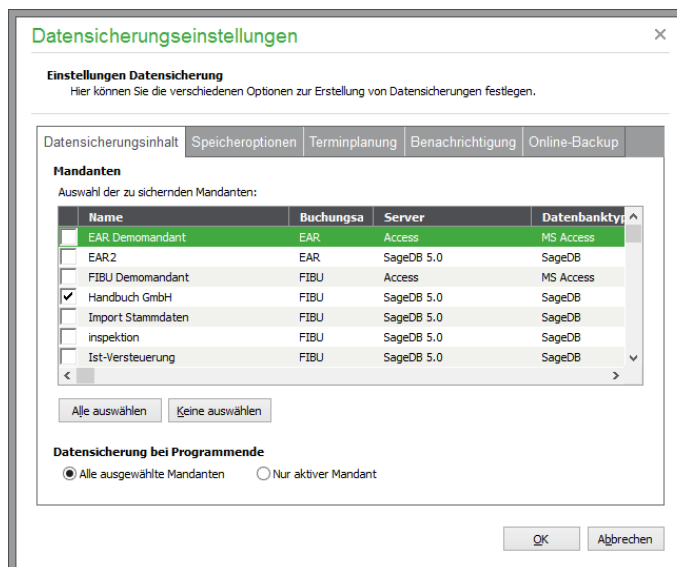 Datensicherungseinstellungen
Einstellungen Datensicherung
Hier können Sie die verschiedenen Optionen zur Erstellung von Datensicherungen festlegen.
Datensicherungsinhalt Speicheroptionen Terminplanung Benachrichtigung Online-Backup
Mandanten
Auswahl der zu sichernden Mandanten:
Name Buchungsa Server Datenbanktyp
EAR Demomandant EAR Access MS Access
EAR2 EAR SageDB 5.0 SageDB
FIBU Demomandant FIBU Access MS Access
Handbuch GmbH FIBU SageDB 5.0 SageDB
Import Stammdaten FIBU SageDB 5.0 SageDB
inspektion FIBU SageDB 5.0 SageDB
Ist-Versteuerung FIBU SageDB 5.0 SageDB
Alle auswählen Keine auswählen
Datensicherung bei Programmende
Alle ausgewählte Mandanten Nur aktiver Mandant
OK Abbrechen